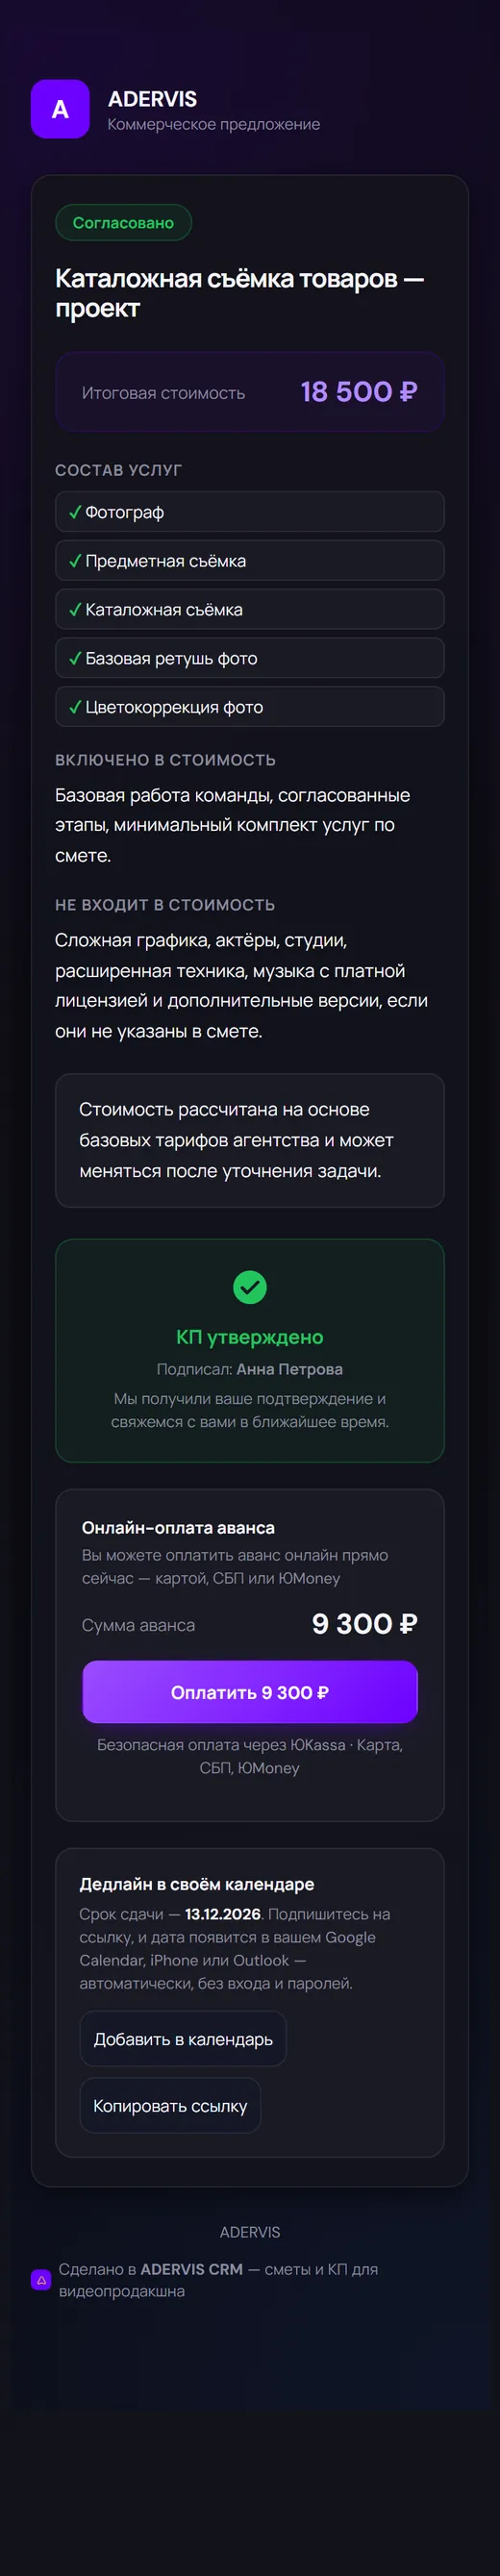 A
ADERVIS
Коммерческое предложение
Согласовано
Каталожная съёмка товаров —
проект
Итоговая стоимость 18 500 ₽
СОСТАВ УСЛУГ
✓ Фотограф
✓ Предметная съёмка
✓ Каталожная съёмка
✓ Базовая ретушь фото
✓ Цветокоррекция фото
ВКЛЮЧЕНО В СТОИМОСТЬ
Базовая работа команды, согласованные
этапы, минимальный комплект услуг по
смете.
НЕ ВХОДИТ В СТОИМОСТЬ
Сложная графика, актёры, студии,
расширенная техника, музыка с платной
лицензией и дополнительные версии, если
они не указаны в смете.
Стоимость рассчитана на основе
базовых тарифов агентства и может
меняться после уточнения задачи.
КП утверждено
Подписал: Анна Петрова
Мы получили ваше подтверждение и
свяжемся с вами в ближайшее время.
Онлайн-оплата аванса
Вы можете оплатить аванс онлайн прямо
сейчас — картой, СБП или ЮMoney
Сумма аванса 9 300 ₽
Оплатить 9 300 ₽
Безопасная оплата через ЮKassa · Карта,
СБП, ЮMoney
Дедлайн в своём календаре
Срок сдачи — 13.12.2026. Подпишитесь на
ссылку, и дата появится в вашем Google
Calendar, iPhone или Outlook —
автоматически, без входа и паролей.
Добавить в календарь
Копировать ссылку
ADERVIS
Сделано в ADERVIS CRM — сметы и КП для
видеопродакшна